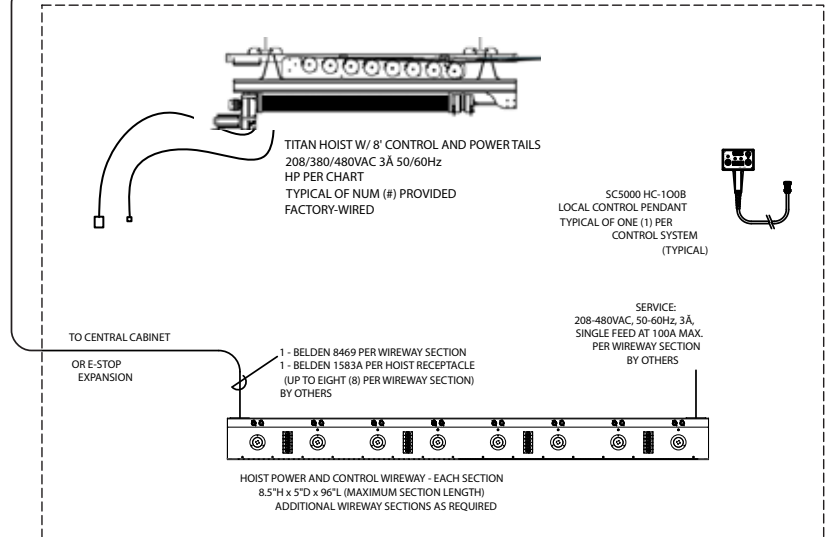 TITAN HOIST W/ 8' CONTROL AND POWER TAILS
208/380/480VAC 3Å 50/60Hz
HP PER CHART
TYPICAL OF NUM (#) PROVIDED
FACTORY-WIRED
SC5000 HC-1O0B
LOCAL CONTROL PENDANT
TYPICAL OF ONE (1) PER
CONTROL SYSTEM
(TYPICAL)
SERVICE:
208-480VAC, 50-60Hz, 3Å,
SINGLE FEED AT 100A MAX.
PER WIREWAY SECTION
BY OTHERS
TO CENTRAL CABINET
OR E-STOP
EXPANSION
1 - BELDEN 8469 PER WIREWAY SECTION
1 - BELDEN 1583A PER HOIST RECEPTACLE
(UP TO EIGHT (8) PER WIREWAY SECTION)
BY OTHERS
HOIST POWER AND CONTROL WIREWAY - EACH SECTION
8.5"H x 5"D x 96"L (MAXIMUM SECTION LENGTH)
ADDITIONAL WIREWAY SECTIONS AS REQUIRED